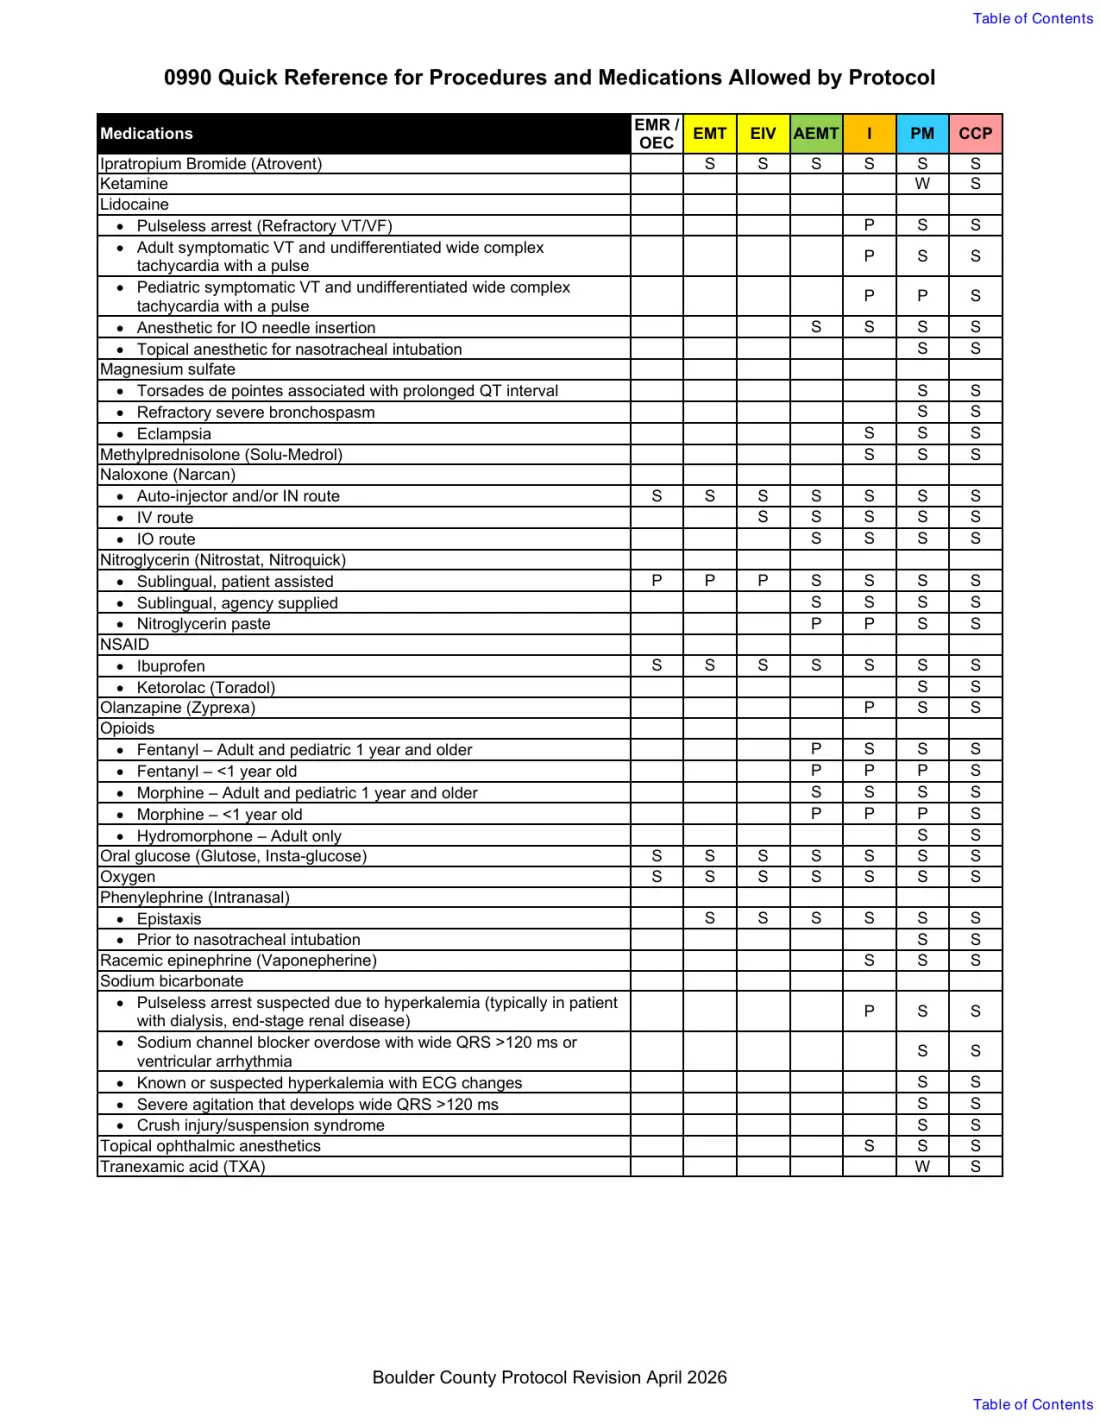 Table of Contents
0990 Quick Reference for Procedures and Medications Allowed by Protocol
Medications EMR / OEC EMT EIV AEMT I PM CCP
Ipratropium Bromide (Atrovent) S S S S S S
Ketamine W S
Lidocaine
• Pulseless arrest (Refractory VT/VF) P S S
• Adult symptomatic VT and undifferentiated wide complex
tachycardia with a pulse P S S
• Pediatric symptomatic VT and undifferentiated wide complex
tachycardia with a pulse P P S
• Anesthetic for IO needle insertion S S S S
• Topical anesthetic for nasotracheal intubation S S
Magnesium sulfate
• Torsades de pointes associated with prolonged QT interval S S
• Refractory severe bronchospasm S S
• Eclampsia S S S
Methylprednisolone (Solu-Medrol) S S S
Naloxone (Narcan)
• Auto-injector and/or IN route S S S S S S S
• IV route S S S S S
• IO route S S S S
Nitroglycerin (Nitrostat, Nitroquick)
• Sublingual, patient assisted P P P S S S S
• Sublingual, agency supplied S S S S
• Nitroglycerin paste P P S S
NSAID
• Ibuprofen S S S S S S S
• Ketorolac (Toradol) S S
Olanzapine (Zyprexa) P S S
Opioids
• Fentanyl – Adult and pediatric 1 year and older P S S S
• Fentanyl – <1 year old P P P S
• Morphine – Adult and pediatric 1 year and older S S S S
• Morphine – <1 year old P P P S
• Hydromorphone – Adult only S S
Oral glucose (Glutose, Insta-glucose) S S S S S S S
Oxygen S S S S S S S
Phenylephrine (Intranasal)
• Epistaxis S S S S S S
• Prior to nasotracheal intubation S S
Racemic epinephrine (Vaponepherine) S S S
Sodium bicarbonate
• Pulseless arrest suspected due to hyperkalemia (typically in patient
with dialysis, end-stage renal disease) P S S
• Sodium channel blocker overdose with wide QRS >120 ms or
ventricular arrhythmia S S
• Known or suspected hyperkalemia with ECG changes S S
• Severe agitation that develops wide QRS >120 ms S S
• Crush injury/suspension syndrome S S
Topical ophthalmic anesthetics S S S
Tranexamic acid (TXA) W S
Boulder County Protocol Revision April 2026
Table of Contents